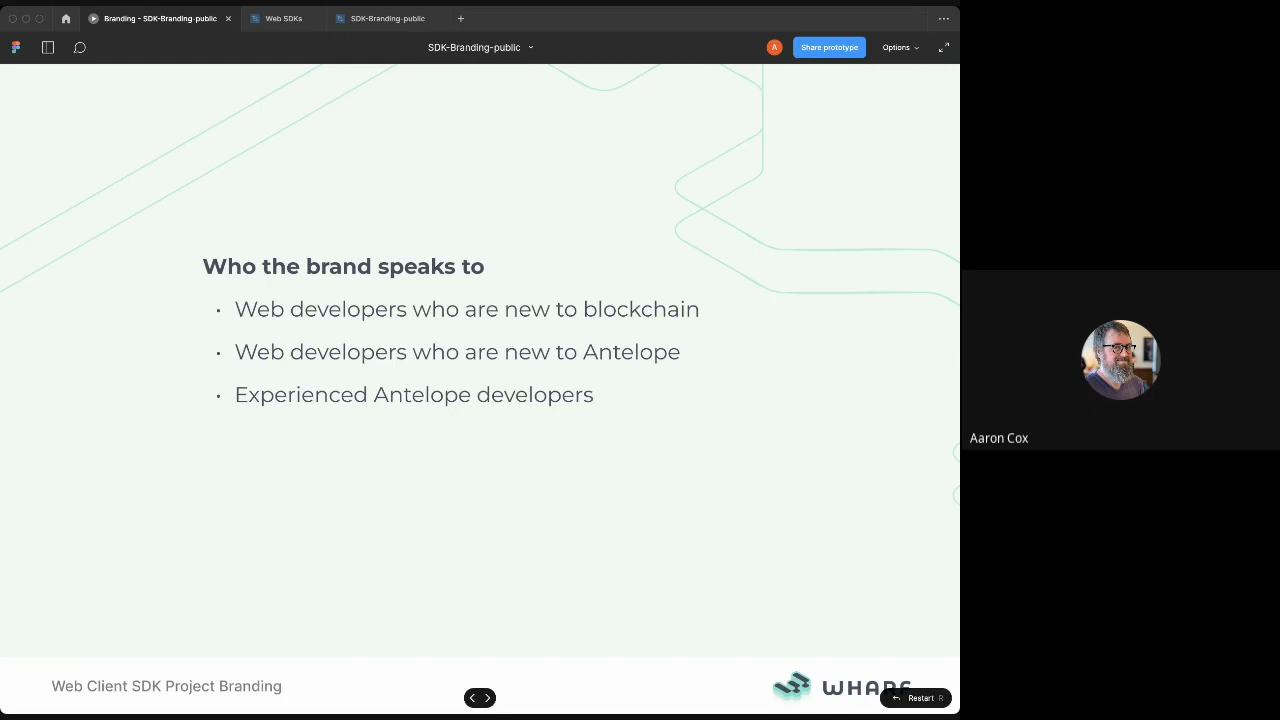 Branding - SDK-Branding-public
Web SDKs
SDK-Branding-public
SDK-Branding-public
A
Share prototype
Options
Who the brand speaks to
• Web developers who are new to blockchain
• Web developers who are new to Antelope
• Experienced Antelope developers
Aaron Cox
Web Client SDK Project Branding
WHARF
Restart R